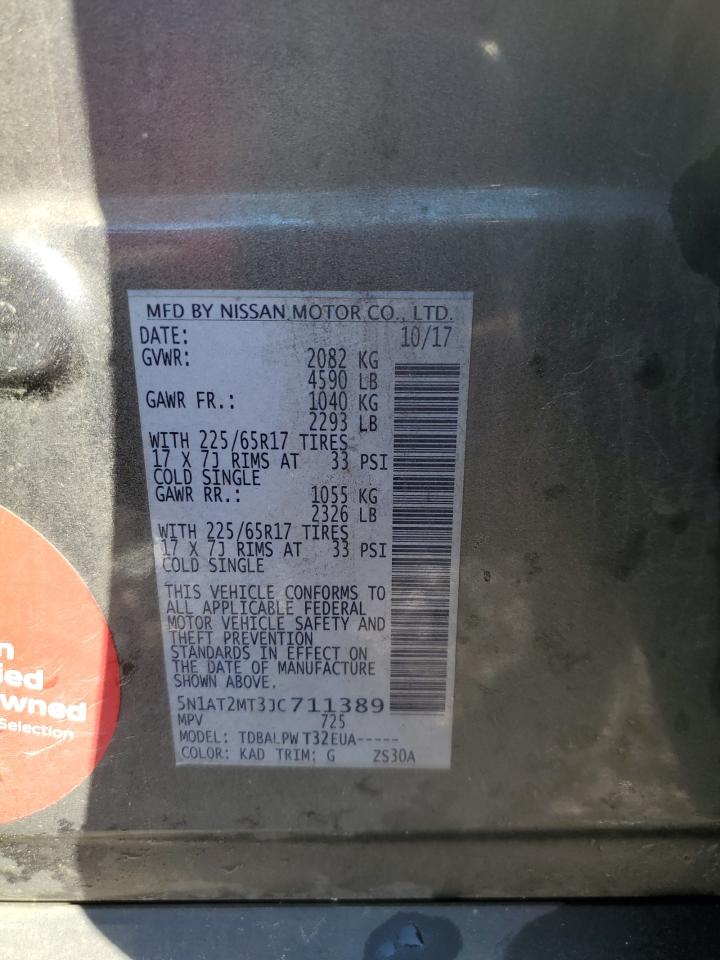 MFD BY NISSAN MOTOR CO., LTD.
DATE: 10/17
GVWR: 2082 KG
4590 LB
GAWR FR.: 1040 KG
2293 LB
WITH 225/65R17 TIRES
17 X 7J RIMS AT 33 PSI
COLD SINGLE
GAWR RR.: 1055 KG
2326 LB
WITH 225/65R17 TIRES
17 X 7J RIMS AT 33 PSI
COLD SINGLE
THIS VEHICLE CONFORMS TO
ALL APPLICABLE FEDERAL
MOTOR VEHICLE SAFETY AND
THEFT PREVENTION
STANDARDS IN EFFECT ON
THE DATE OF MANUFACTURE
SHOWN ABOVE.
5N1AT2MT3JC711389
MPV 725
MODEL: TDBALPW T32EUA-----
COLOR: KAD TRIM: G ZS30A
n
ied
wned
Selection